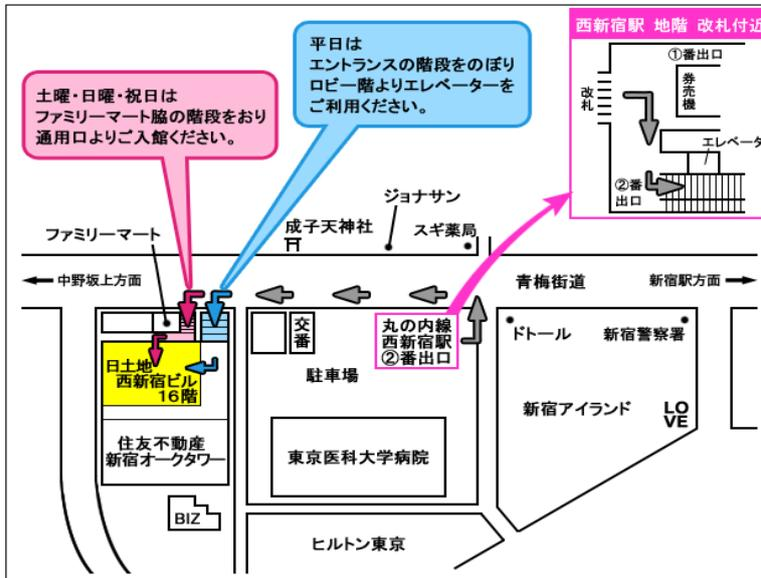 西新宿駅 地階 改札付近
①番出口
改札
券売機
エレベータ
②番
出口
平日は
エントランスの階段をのぼり
ロビー階よりエレベーターを
ご利用ください。
土曜・日曜・祝日は
ファミリーマート脇の階段をおり
通用口よりご入館ください。
ファミリーマート
成子天神社
ジョナサン
スギ薬局
中野坂上方面
青梅街道
新宿駅方面
交番
丸の内線
西新宿駅
②番出口
ドトール
新宿警察署
日土地
西新宿ビル
16階
駐車場
新宿アイランド
LO
VE
住友不動産
新宿オークタワー
東京医科大学病院
BIZ
ヒルトン東京